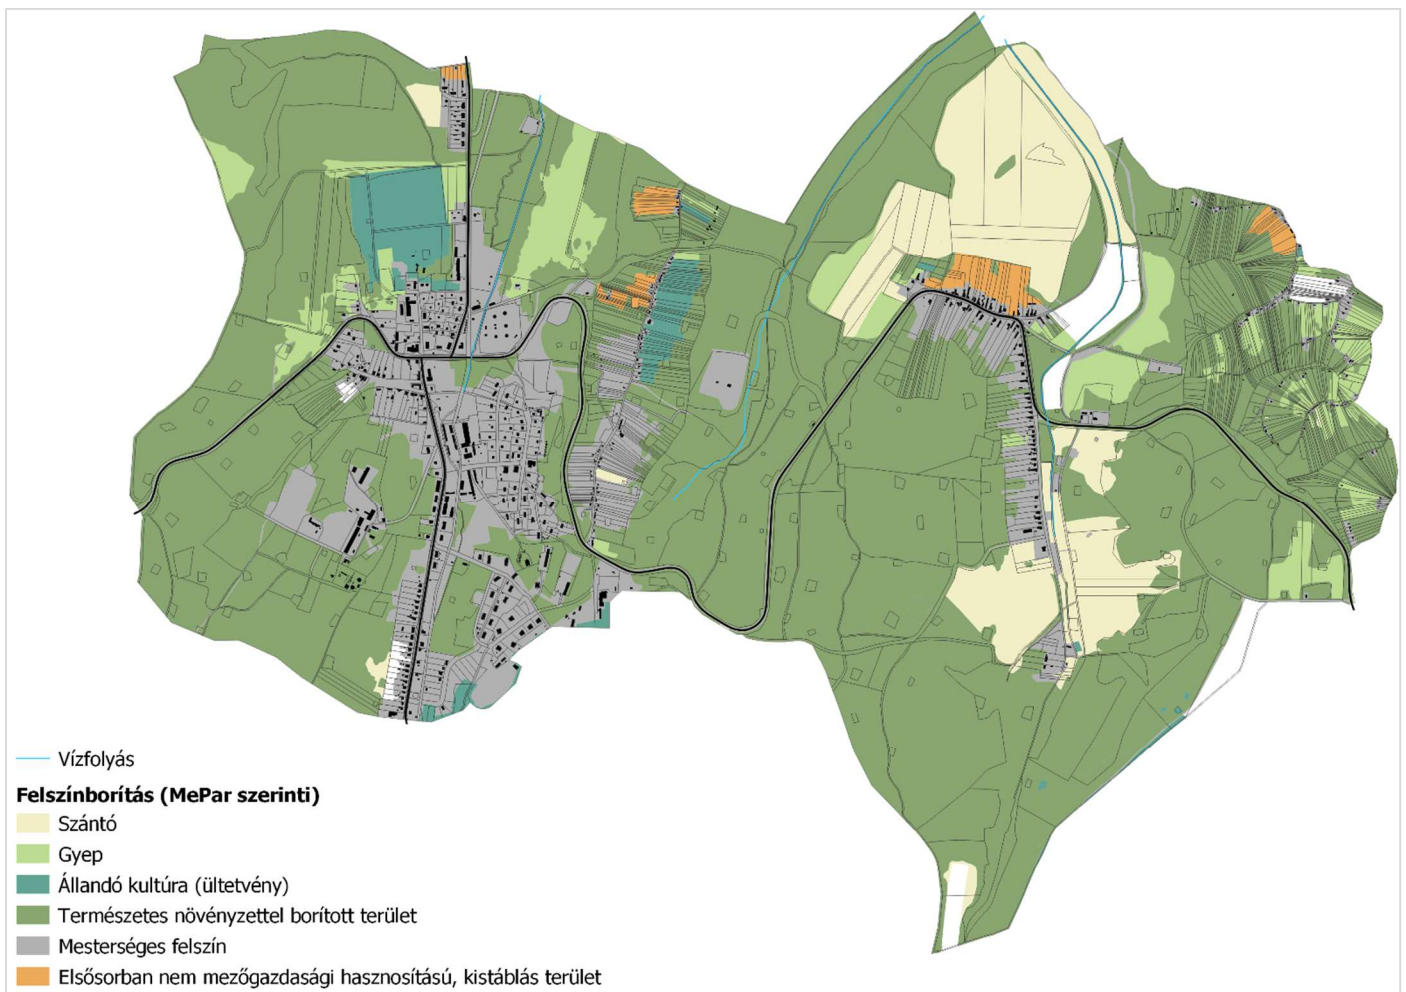 Vízfolyás
Felszínborítás (MePar szerinti)
Szántó
Gyep
Állandó kultúra (ültetvény)
Természetes növényzettel borított terület
Mesterséges felszín
Elsősorban nem mezőgazdasági hasznosítású, kistáblás terület